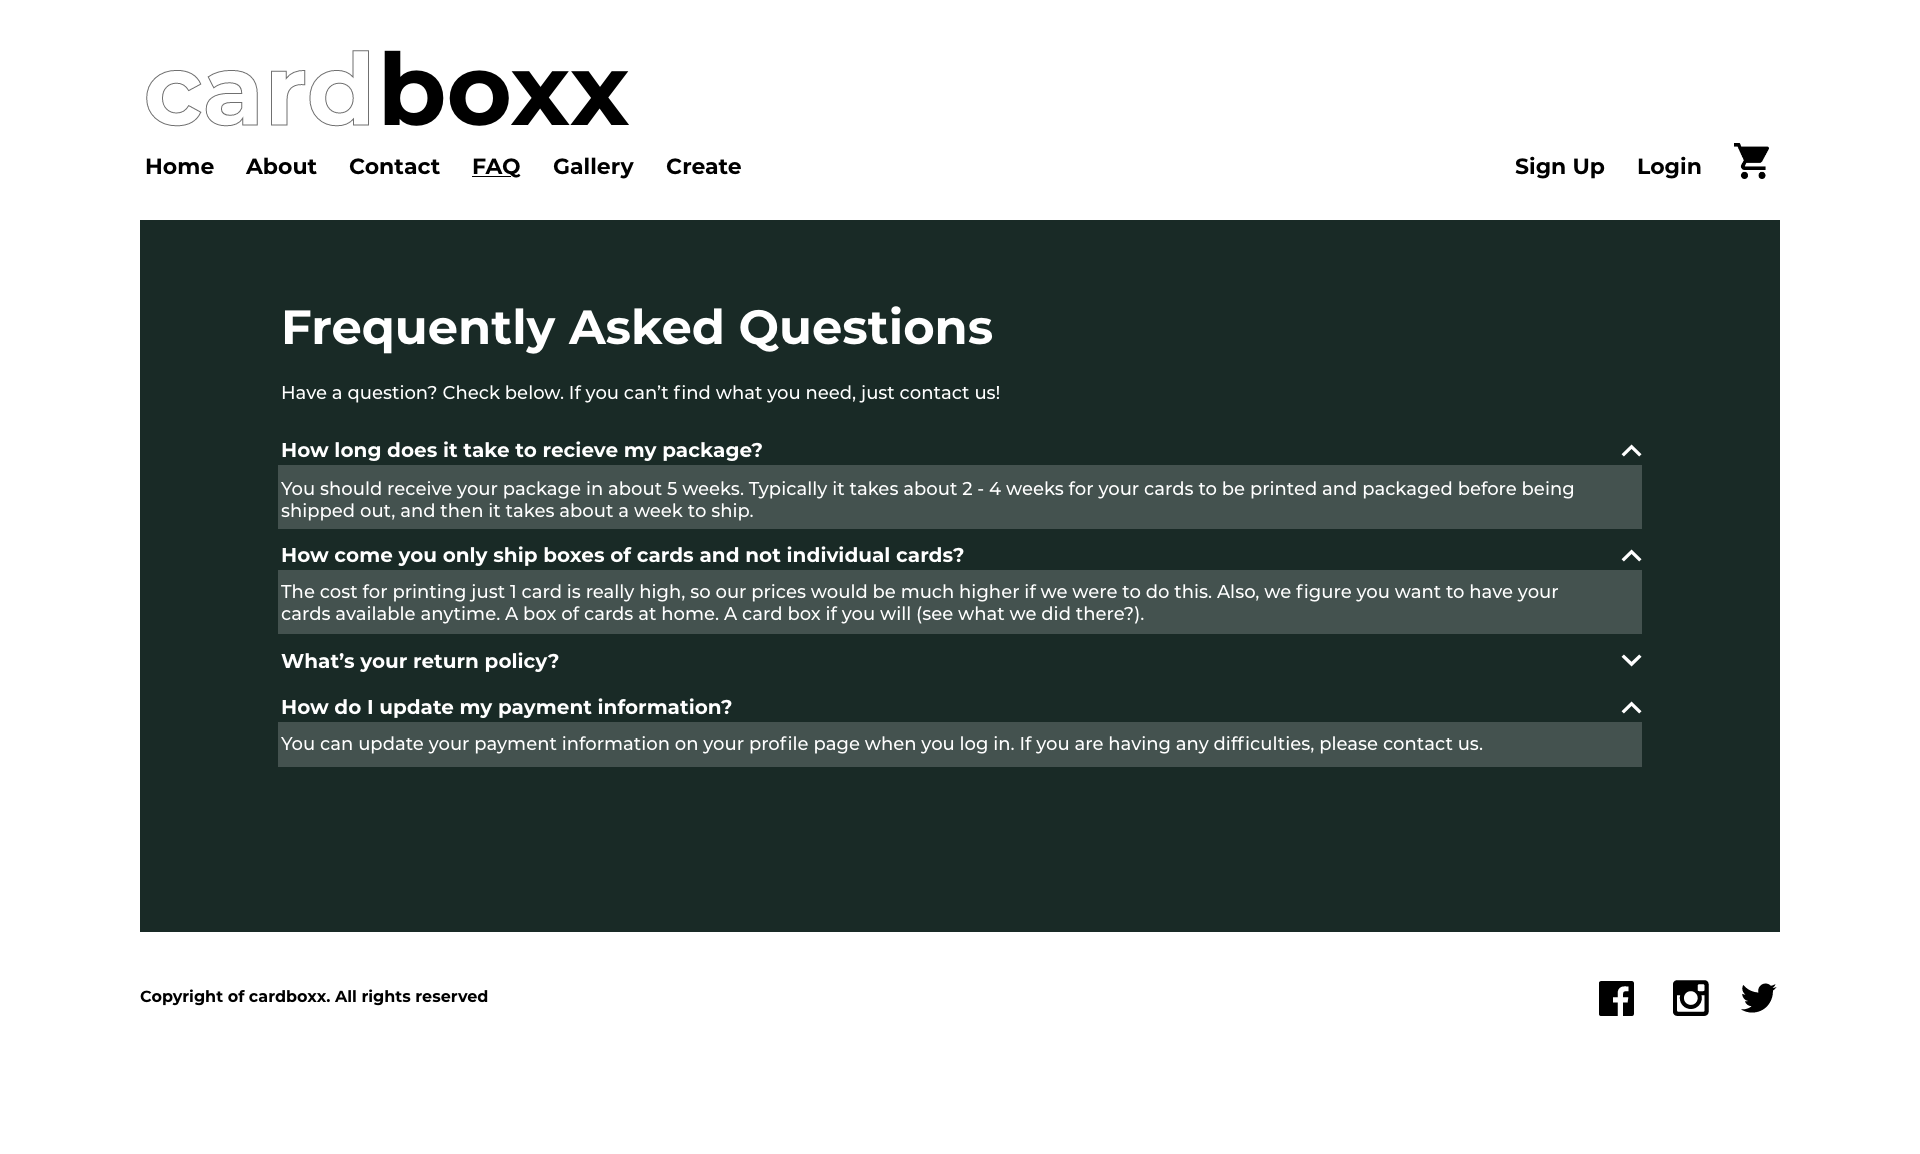 cardboxx
Home About Contact FAQ Gallery Create Sign Up Login
Frequently Asked Questions
Have a question? Check below. If you can’t find what you need, just contact us!
How long does it take to recieve my package?
You should receive your package in about 5 weeks. Typically it takes about 2 - 4 weeks for your cards to be printed and packaged before being
shipped out, and then it takes about a week to ship.
How come you only ship boxes of cards and not individual cards?
The cost for printing just 1 card is really high, so our prices would be much higher if we were to do this. Also, we figure you want to have your
cards available anytime. A box of cards at home. A card box if you will (see what we did there?).
What’s your return policy?
How do I update my payment information?
You can update your payment information on your profile page when you log in. If you are having any difficulties, please contact us.
Copyright of cardboxx. All rights reserved